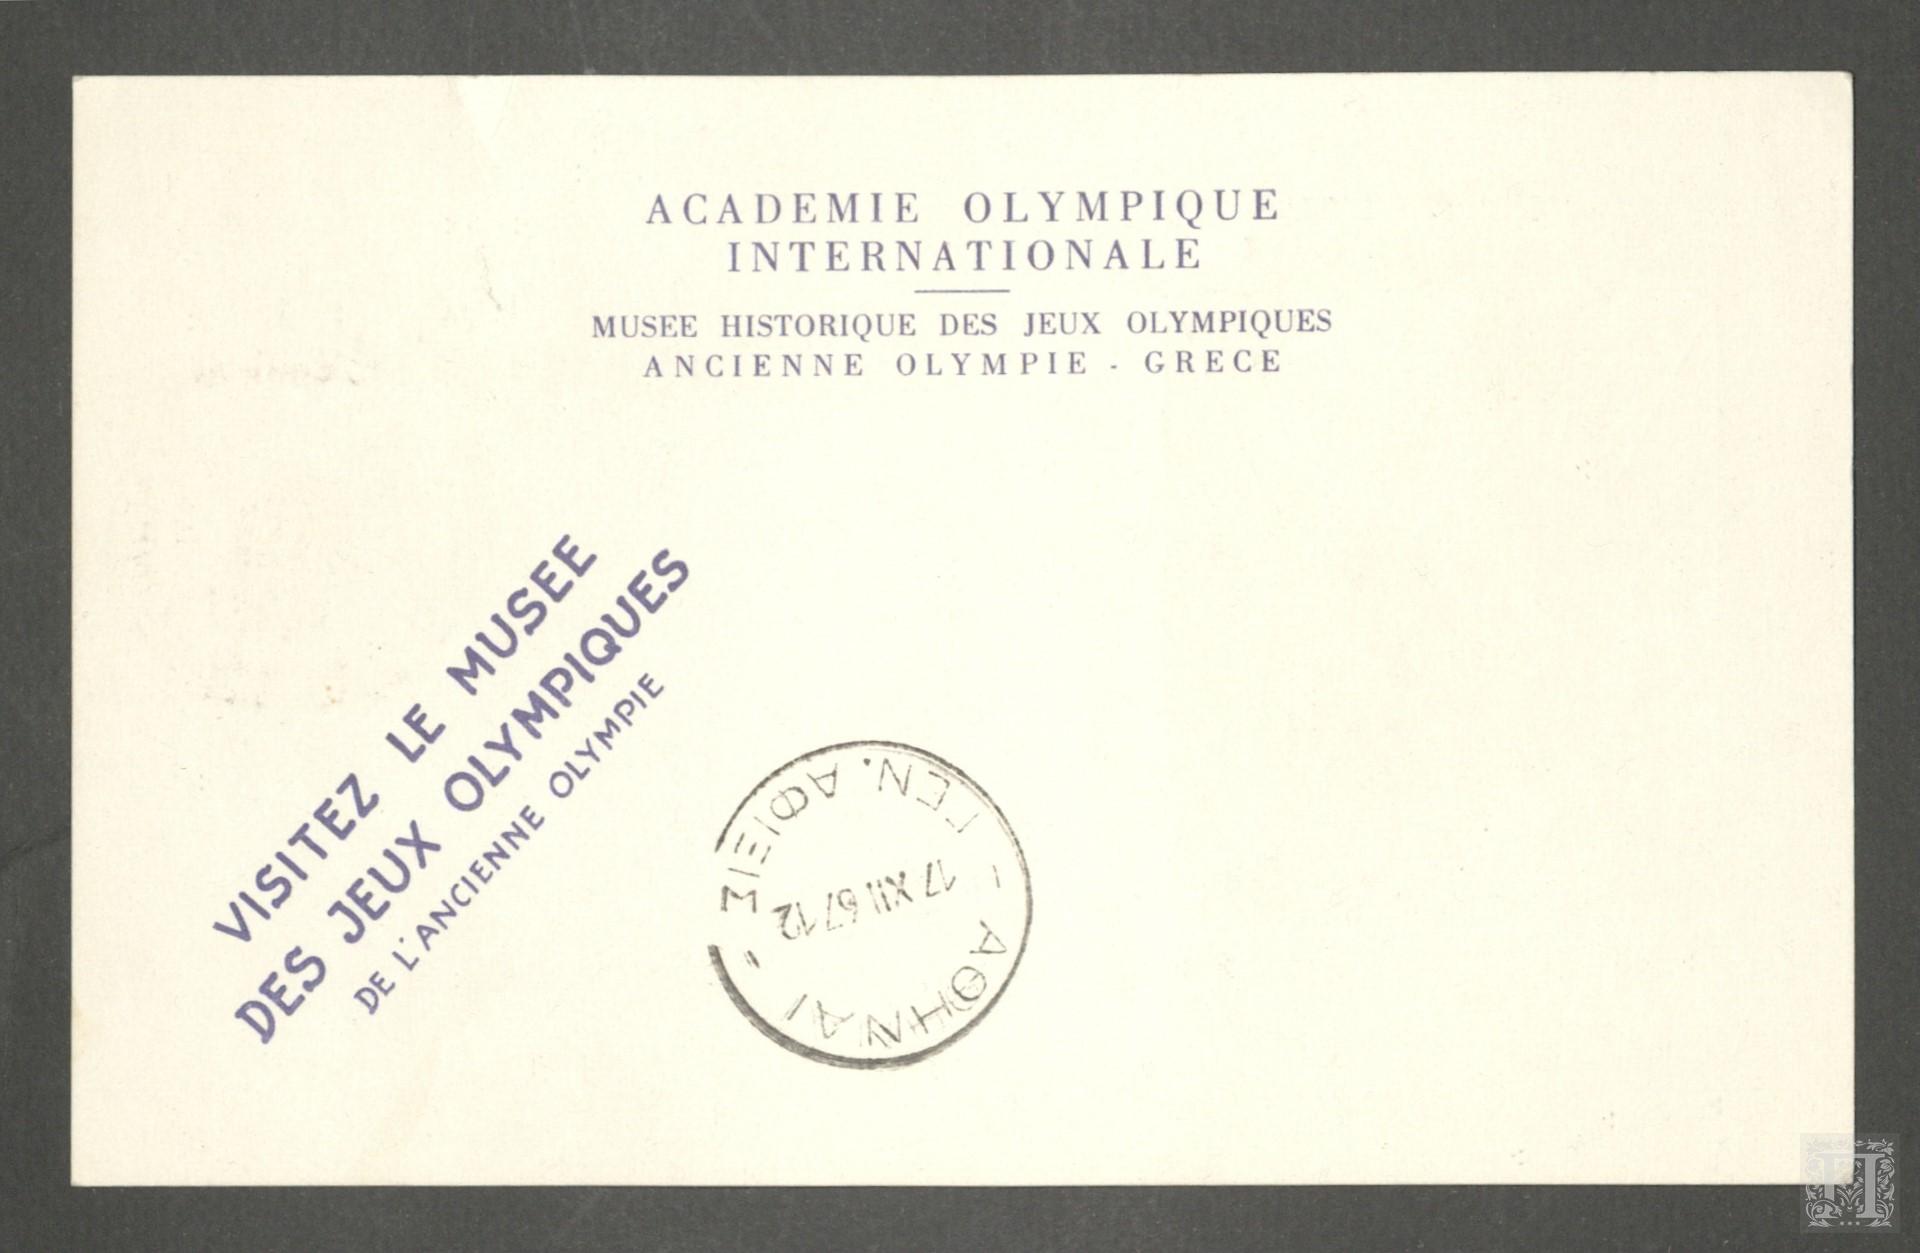 ACADEMIE OLYMPIQUE
INTERNATIONALE
MUSEE HISTORIQUE DES JEUX OLYMPIQUES
ANCIENNE OLYMPIE - GRECE
VISITEZ LE MUSEE
DES JEUX OLYMPIQUES
DE L'ANCIENNE OLYMPIE
ΑΘΗΝΑΙ - ΓΕΝ. ΑΦΙΞΙΣ
17 XII 67 12